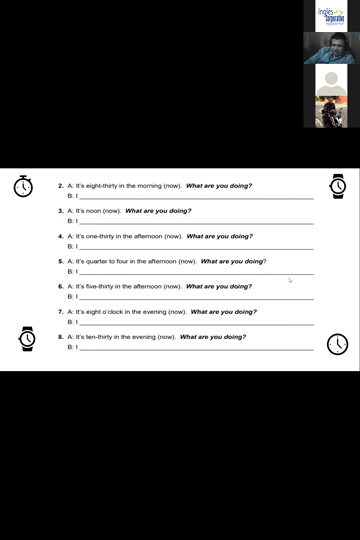 Inglés
Corporativo
2. A: It's eight-thirty in the morning (now). What are you doing?
B: I
3. A: It's noon (now). What are you doing?
B: I
4. A: It's one-thirty in the afternoon (now). What are you doing?
B: I
5. A: It's quarter to four in the afternoon (now). What are you doing?
B: I
6. A: It's five-thirty in the afternoon (now). What are you doing?
B: I
7. A: It's eight o'clock in the evening (now). What are you doing?
B: I
8. A: It's ten-thirty in the evening (now). What are you doing?
B: I